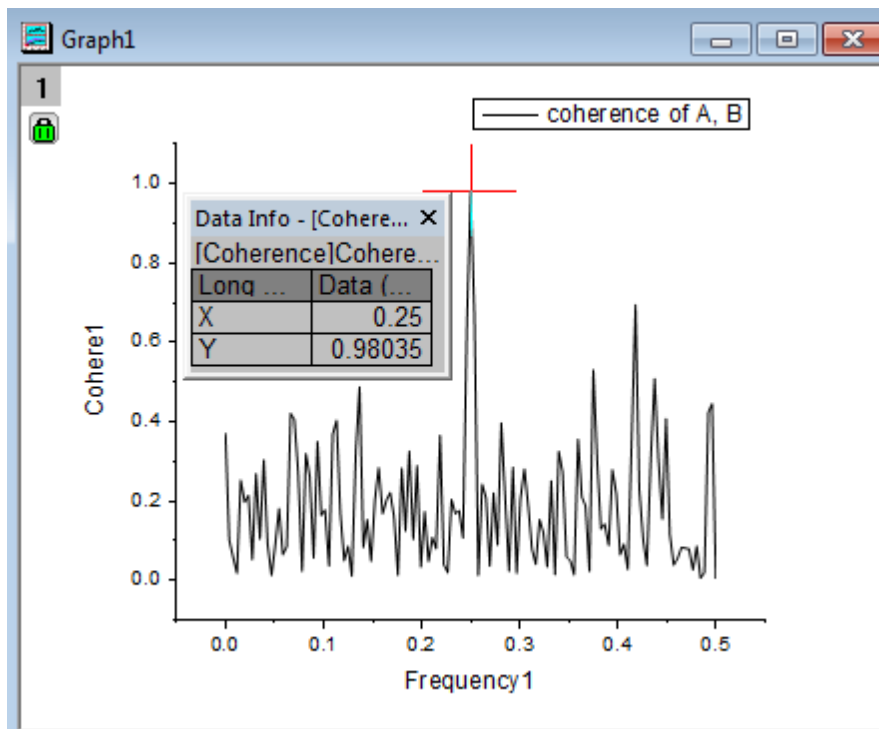 Graph1
1
coherence of A, B
Data Info - [Cohere... ×
[Coherence]Cohere...
Long ... Data (...
X 0.25
Y 0.98035
Cohere1
1.0
0.8
0.6
0.4
0.2
0.0
0.0 0.1 0.2 0.3 0.4 0.5
Frequency1